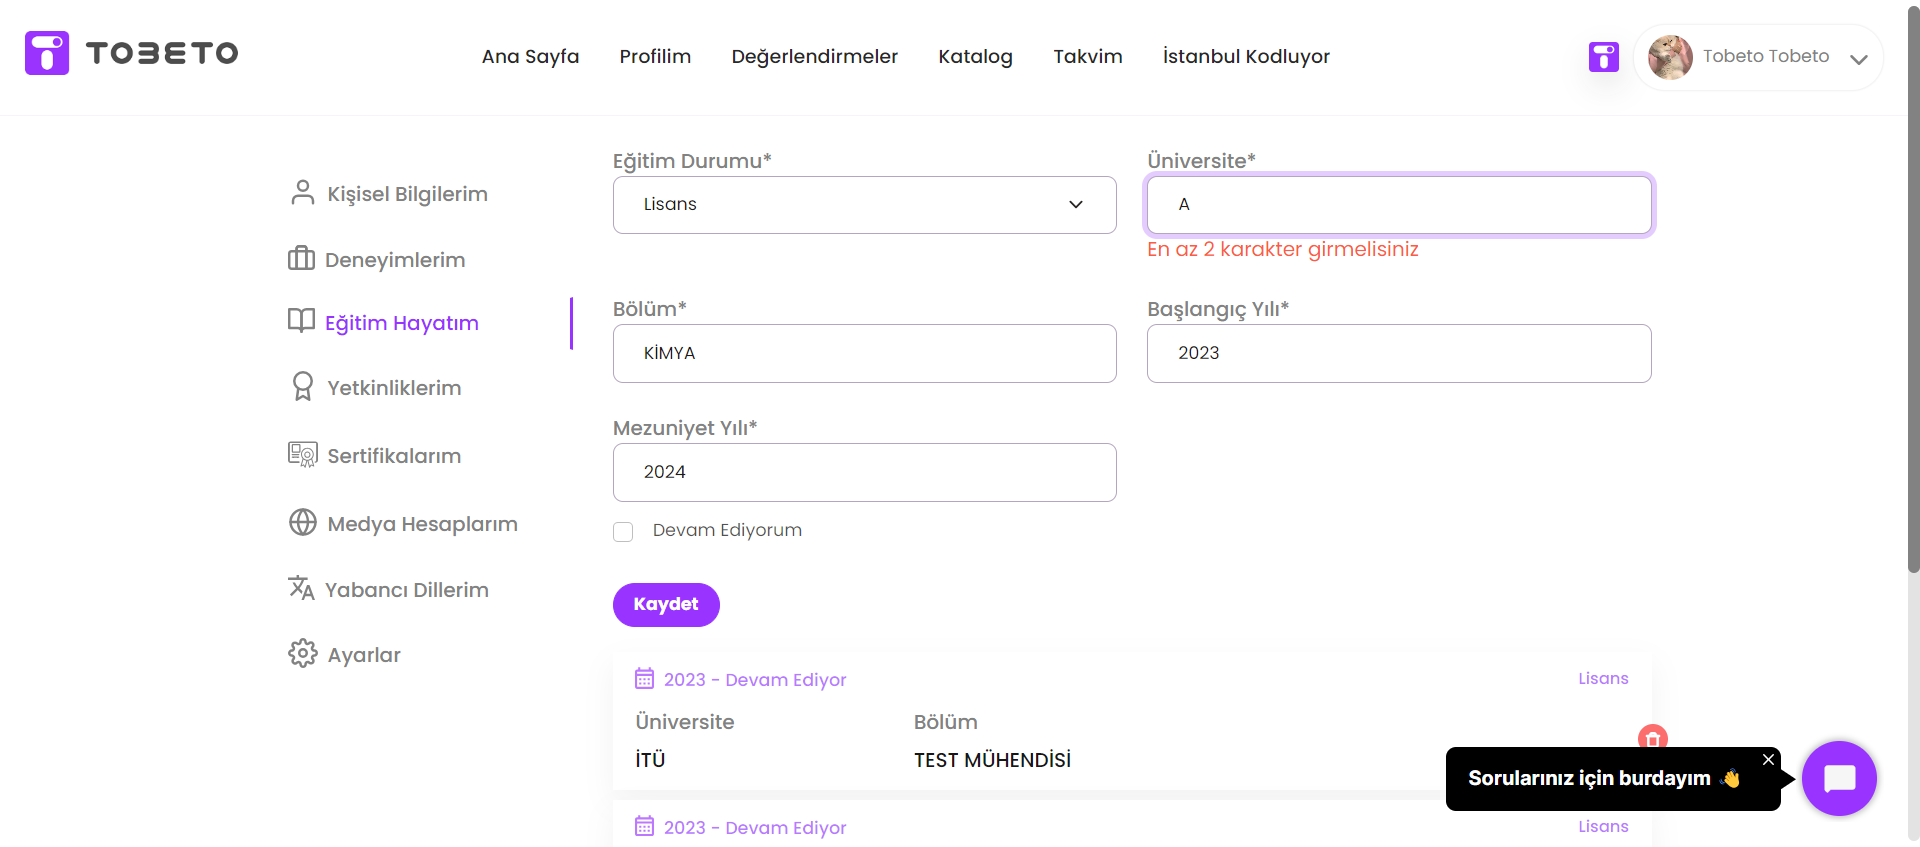 TOBETO
Ana Sayfa Profilim Değerlendirmeler Katalog Takvim İstanbul Kodluyor
Tobeto Tobeto
Kişisel Bilgilerim
Deneyimlerim
Eğitim Hayatım
Yetkinliklerim
Sertifikalarım
Medya Hesaplarım
Yabancı Dillerim
Ayarlar
Eğitim Durumu*
Lisans
Üniversite*
A
En az 2 karakter girmelisiniz
Bölüm*
KİMYA
Başlangıç Yılı*
2023
Mezuniyet Yılı*
2024
Devam Ediyorum
Kaydet
2023 - Devam Ediyor
Lisans
Üniversite
Bölüm
İTÜ
TEST MÜHENDİSİ
Sorularınız için burdayım 👋
2023 - Devam Ediyor
Lisans